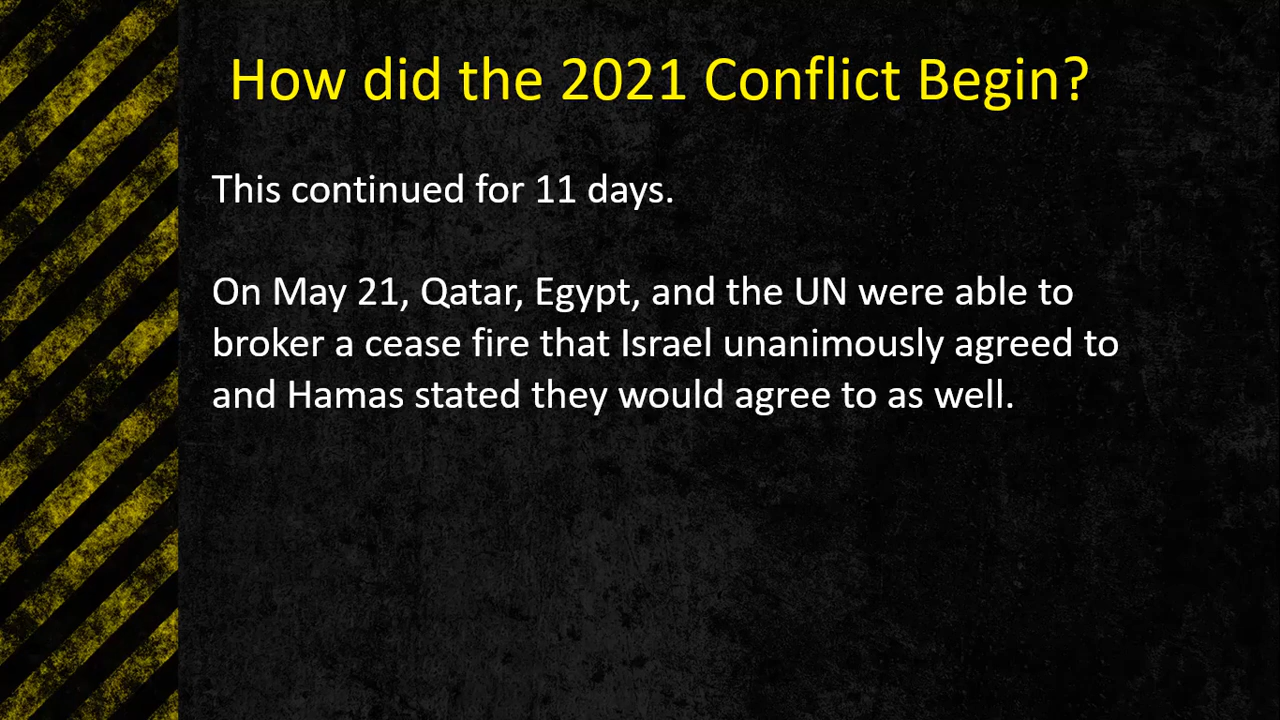 How did the 2021 Conflict Begin?
This continued for 11 days.
On May 21, Qatar, Egypt, and the UN were able to
broker a cease fire that Israel unanimously agreed to
and Hamas stated they would agree to as well.